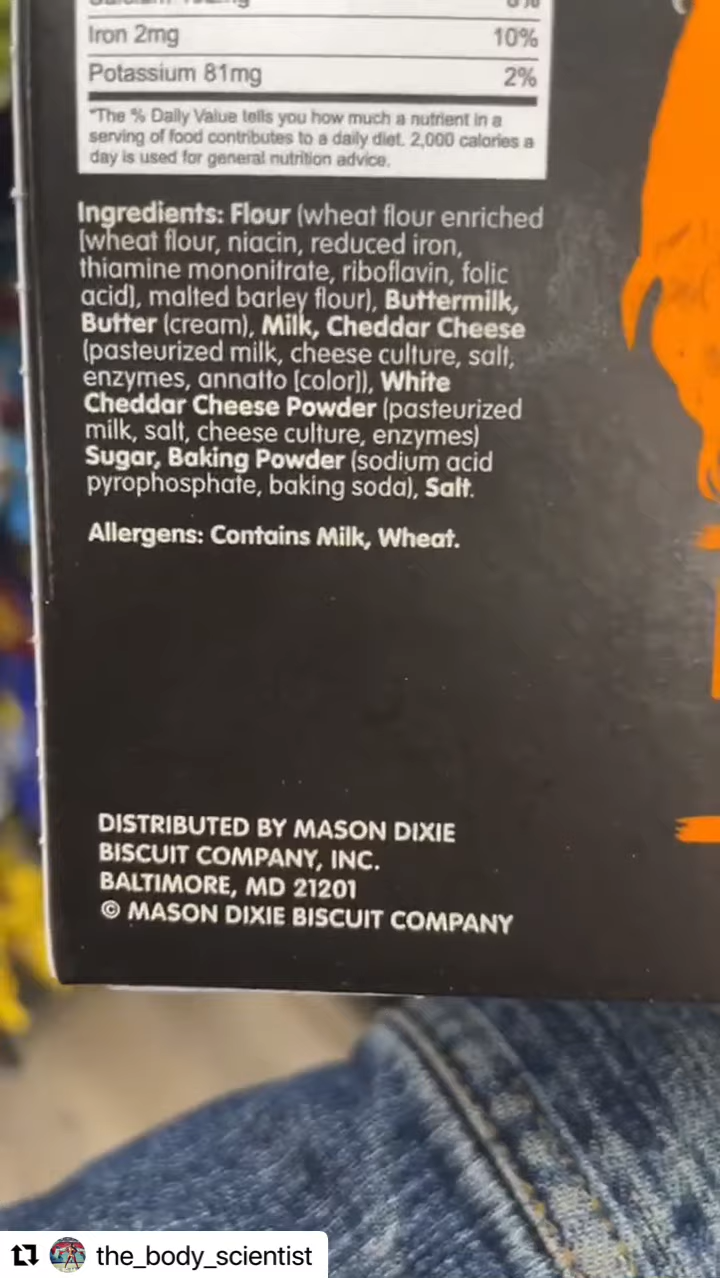 Iron 2mg 10%
Potassium 81mg 2%
*The % Daily Value tells you how much a nutrient in a
serving of food contributes to a daily diet. 2,000 calories a
day is used for general nutrition advice.
Ingredients: Flour (wheat flour enriched
[wheat flour, niacin, reduced iron,
thiamine mononitrate, riboflavin, folic
acid], malted barley flour), Buttermilk,
Butter (cream), Milk, Cheddar Cheese
(pasteurized milk, cheese culture, salt,
enzymes, annatto [color]), White
Cheddar Cheese Powder (pasteurized
milk, salt, cheese culture, enzymes)
Sugar, Baking Powder (sodium acid
pyrophosphate, baking soda), Salt.
Allergens: Contains Milk, Wheat.
DISTRIBUTED BY MASON DIXIE
BISCUIT COMPANY, INC.
BALTIMORE, MD 21201
© MASON DIXIE BISCUIT COMPANY
the_body_scientist